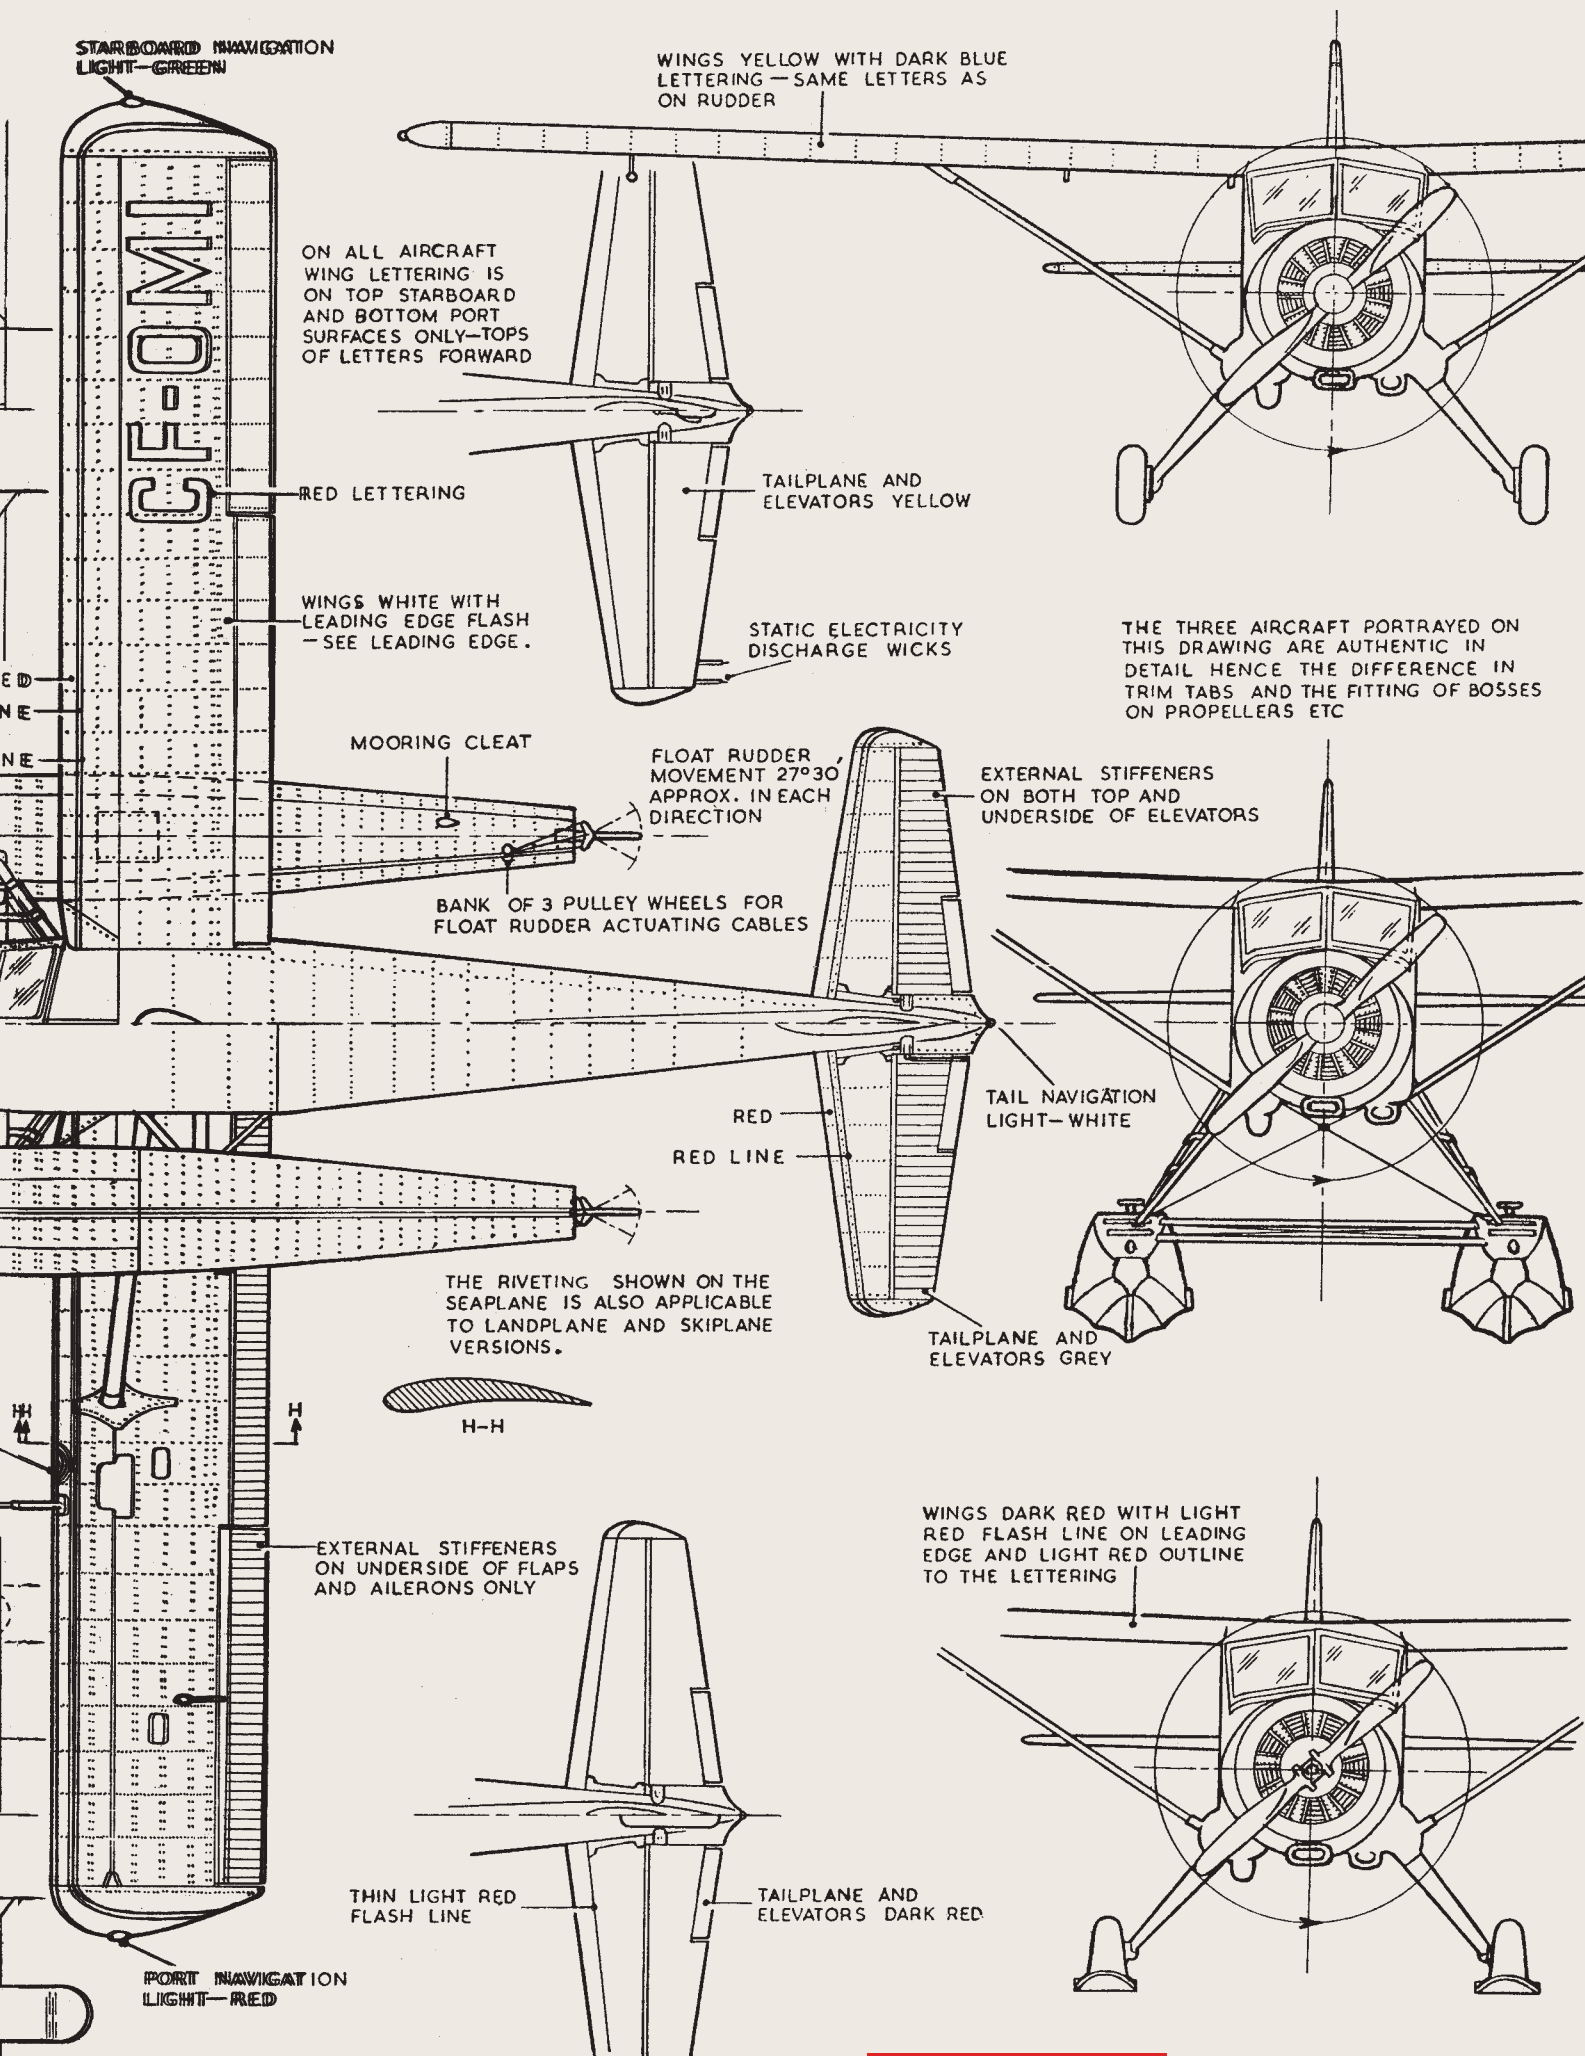 STARBOARD NAVIGATION
LIGHT—GREEN
WINGS YELLOW WITH DARK BLUE
LETTERING — SAME LETTERS AS
ON RUDDER
CF-OMI
ON ALL AIRCRAFT
WING LETTERING IS
ON TOP STARBOARD
AND BOTTOM PORT
SURFACES ONLY—TOPS
OF LETTERS FORWARD
RED LETTERING
TAILPLANE AND
ELEVATORS YELLOW
WINGS WHITE WITH
LEADING EDGE FLASH
— SEE LEADING EDGE.
STATIC ELECTRICITY
DISCHARGE WICKS
THE THREE AIRCRAFT PORTRAYED ON
THIS DRAWING ARE AUTHENTIC IN
DETAIL HENCE THE DIFFERENCE IN
TRIM TABS AND THE FITTING OF BOSSES
ON PROPELLERS ETC
ED
NE
NE
MOORING CLEAT
FLOAT RUDDER
MOVEMENT 27°30′
APPROX. IN EACH
DIRECTION
EXTERNAL STIFFENERS
ON BOTH TOP AND
UNDERSIDE OF ELEVATORS
BANK OF 3 PULLEY WHEELS FOR
FLOAT RUDDER ACTUATING CABLES
TAIL NAVIGATION
LIGHT—WHITE
RED
RED LINE
THE RIVETING SHOWN ON THE
SEAPLANE IS ALSO APPLICABLE
TO LANDPLANE AND SKIPLANE
VERSIONS.
TAILPLANE AND
ELEVATORS GREY
H
H
H-H
WINGS DARK RED WITH LIGHT
RED FLASH LINE ON LEADING
EDGE AND LIGHT RED OUTLINE
TO THE LETTERING
EXTERNAL STIFFENERS
ON UNDERSIDE OF FLAPS
AND AILERONS ONLY
THIN LIGHT RED
FLASH LINE
TAILPLANE AND
ELEVATORS DARK RED
PORT NAVIGATION
LIGHT—RED